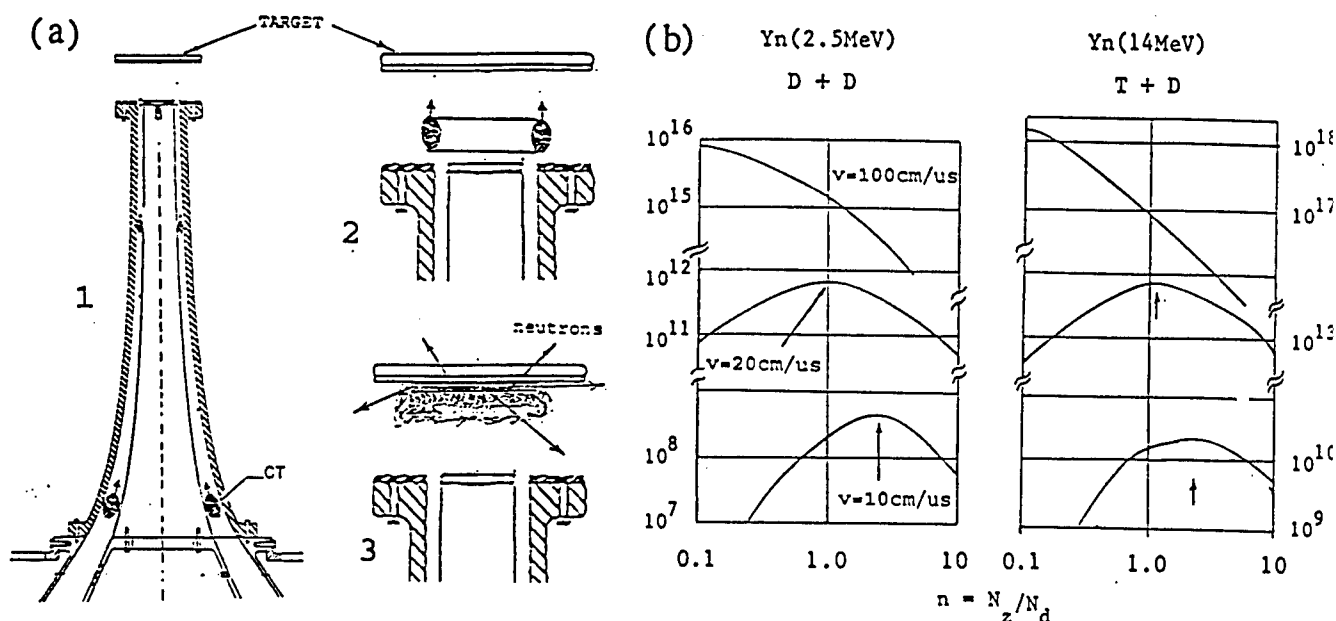 (a)
TARGET
1
CT
2
neutrons
3
(b)
Yn(2.5MeV)
D + D
10^16
10^15
10^12
10^11
10^8
10^7
v=100cm/us
v=20cm/us
v=10cm/us
0.1
1.0
10
Yn(14MeV)
T + D
10^18
10^17
10^13
10^10
10^9
0.1
1.0
10
n = N_z/N_d